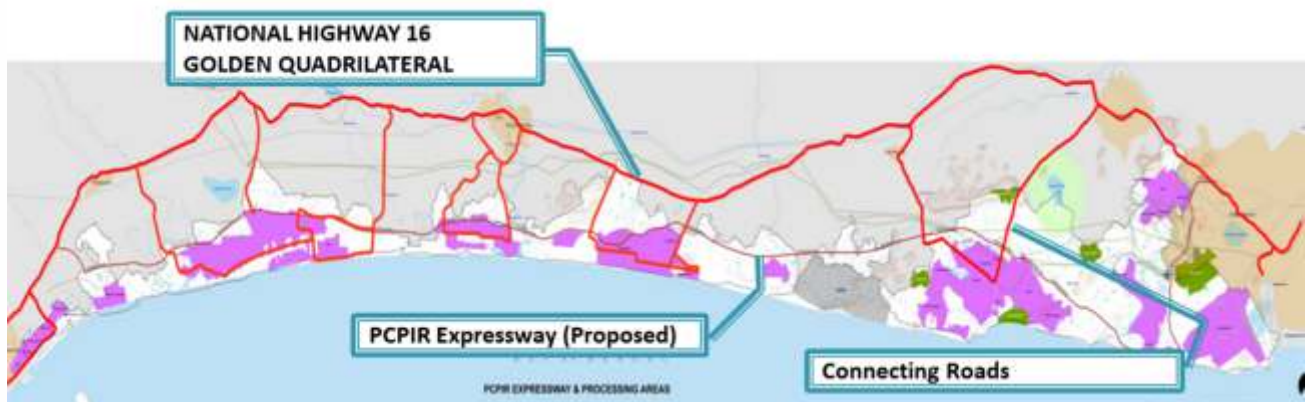 NATIONAL HIGHWAY 16
GOLDEN QUADRILATERAL
PCPIR Expressway (Proposed)
Connecting Roads
PCPIR EXPRESSWAY & PROCESSING AREAS